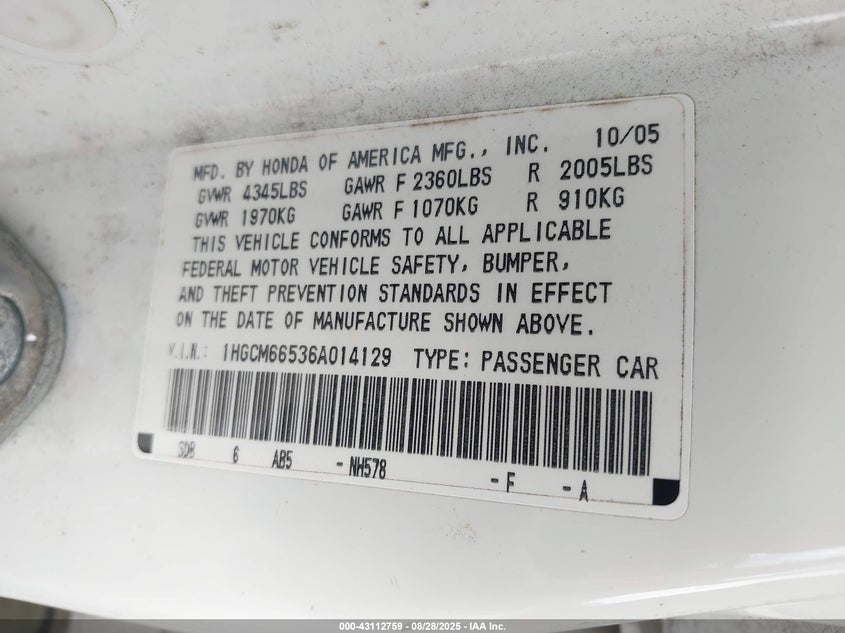 MFD. BY HONDA OF AMERICA MFG., INC. 10/05
GVWR 4345LBS GAWR F 2360LBS R 2005LBS
GVWR 1970KG GAWR F 1070KG R 910KG
THIS VEHICLE CONFORMS TO ALL APPLICABLE
FEDERAL MOTOR VEHICLE SAFETY, BUMPER,
AND THEFT PREVENTION STANDARDS IN EFFECT
ON THE DATE OF MANUFACTURE SHOWN ABOVE.
V.I.N.: 1HGCM66536A014129 TYPE: PASSENGER CAR
SDB 6 AB5 - NH578 - F - A
000-43112759 | 08/28/2025 - IAA Inc.